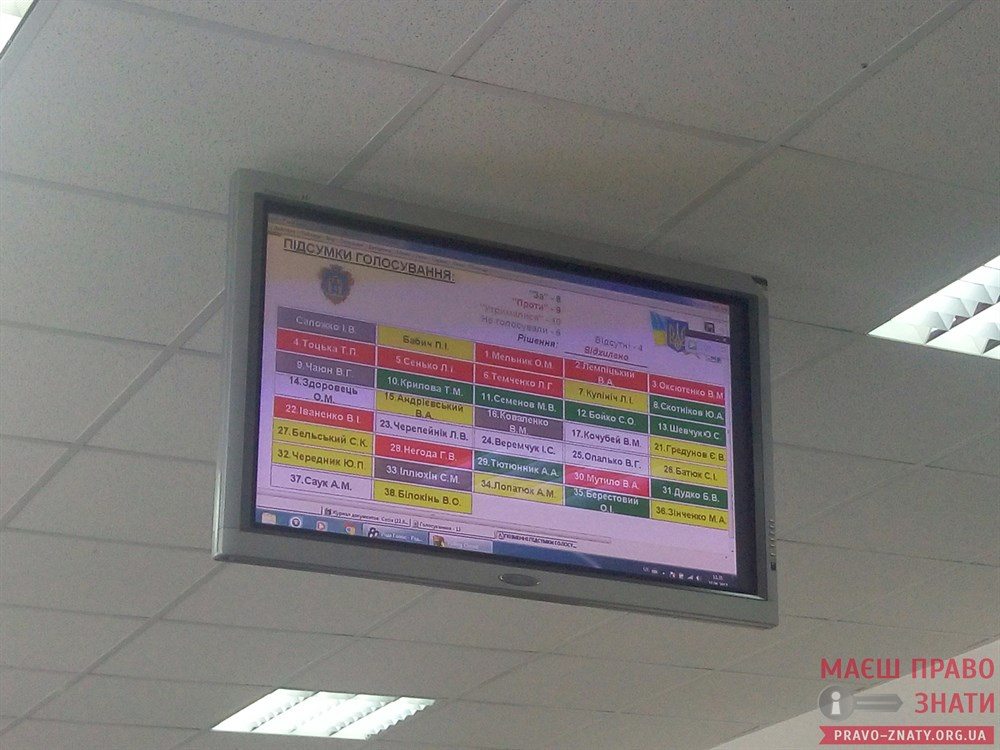 ПІДСУМКИ ГОЛОСУВАННЯ:
"За" - 8
"Проти" - 9
"Утрималися" - 10
Не голосували - 6
Відсутні - 4
Рішення: Відхилено
Сапожко І.В.
Бабич П.І.
1.Мельник О.М.
2.Лемпіцький В.А.
3.Оксютенко В.М
4.Тоцька Т.П.
5.Сенько Л.І.
6.Темченко Л.Г
7.Кулініч Л.І.
8.Скотніков Ю.А.
9.Чаюн В.Г.
10.Крилова Т.М.
11.Семенов М.В.
12.Бойко С.О.
13.Шевчук О С
14.Здоровець О.М.
15.Андрієвський В.А.
16.Коваленко В.М
17.Кочубей В.М.
21.Гредунов Є.В.
22.Іваненко В.І.
23.Черепейнік Л.В.
24.Веремчук І.С.
25.Опалько В.Г.
26.Батюк С.І.
27.Бельський С.К.
28.Негода Г.В.
29.Тютюнник А.А.
30.Мутило В.А.
31 Дудко Б.В.
32.Чередник Ю.П
33.Іллюхін С.М.
34.Лопатюк А.М.
35.Берестовий О.І.
36.Зінченко М.А.
37.Саук А.М.
38.Білокінь В.О.
МАЄШ ПРАВО
ЗНАТИ
PRAVO-ZNATY.ORG.UA